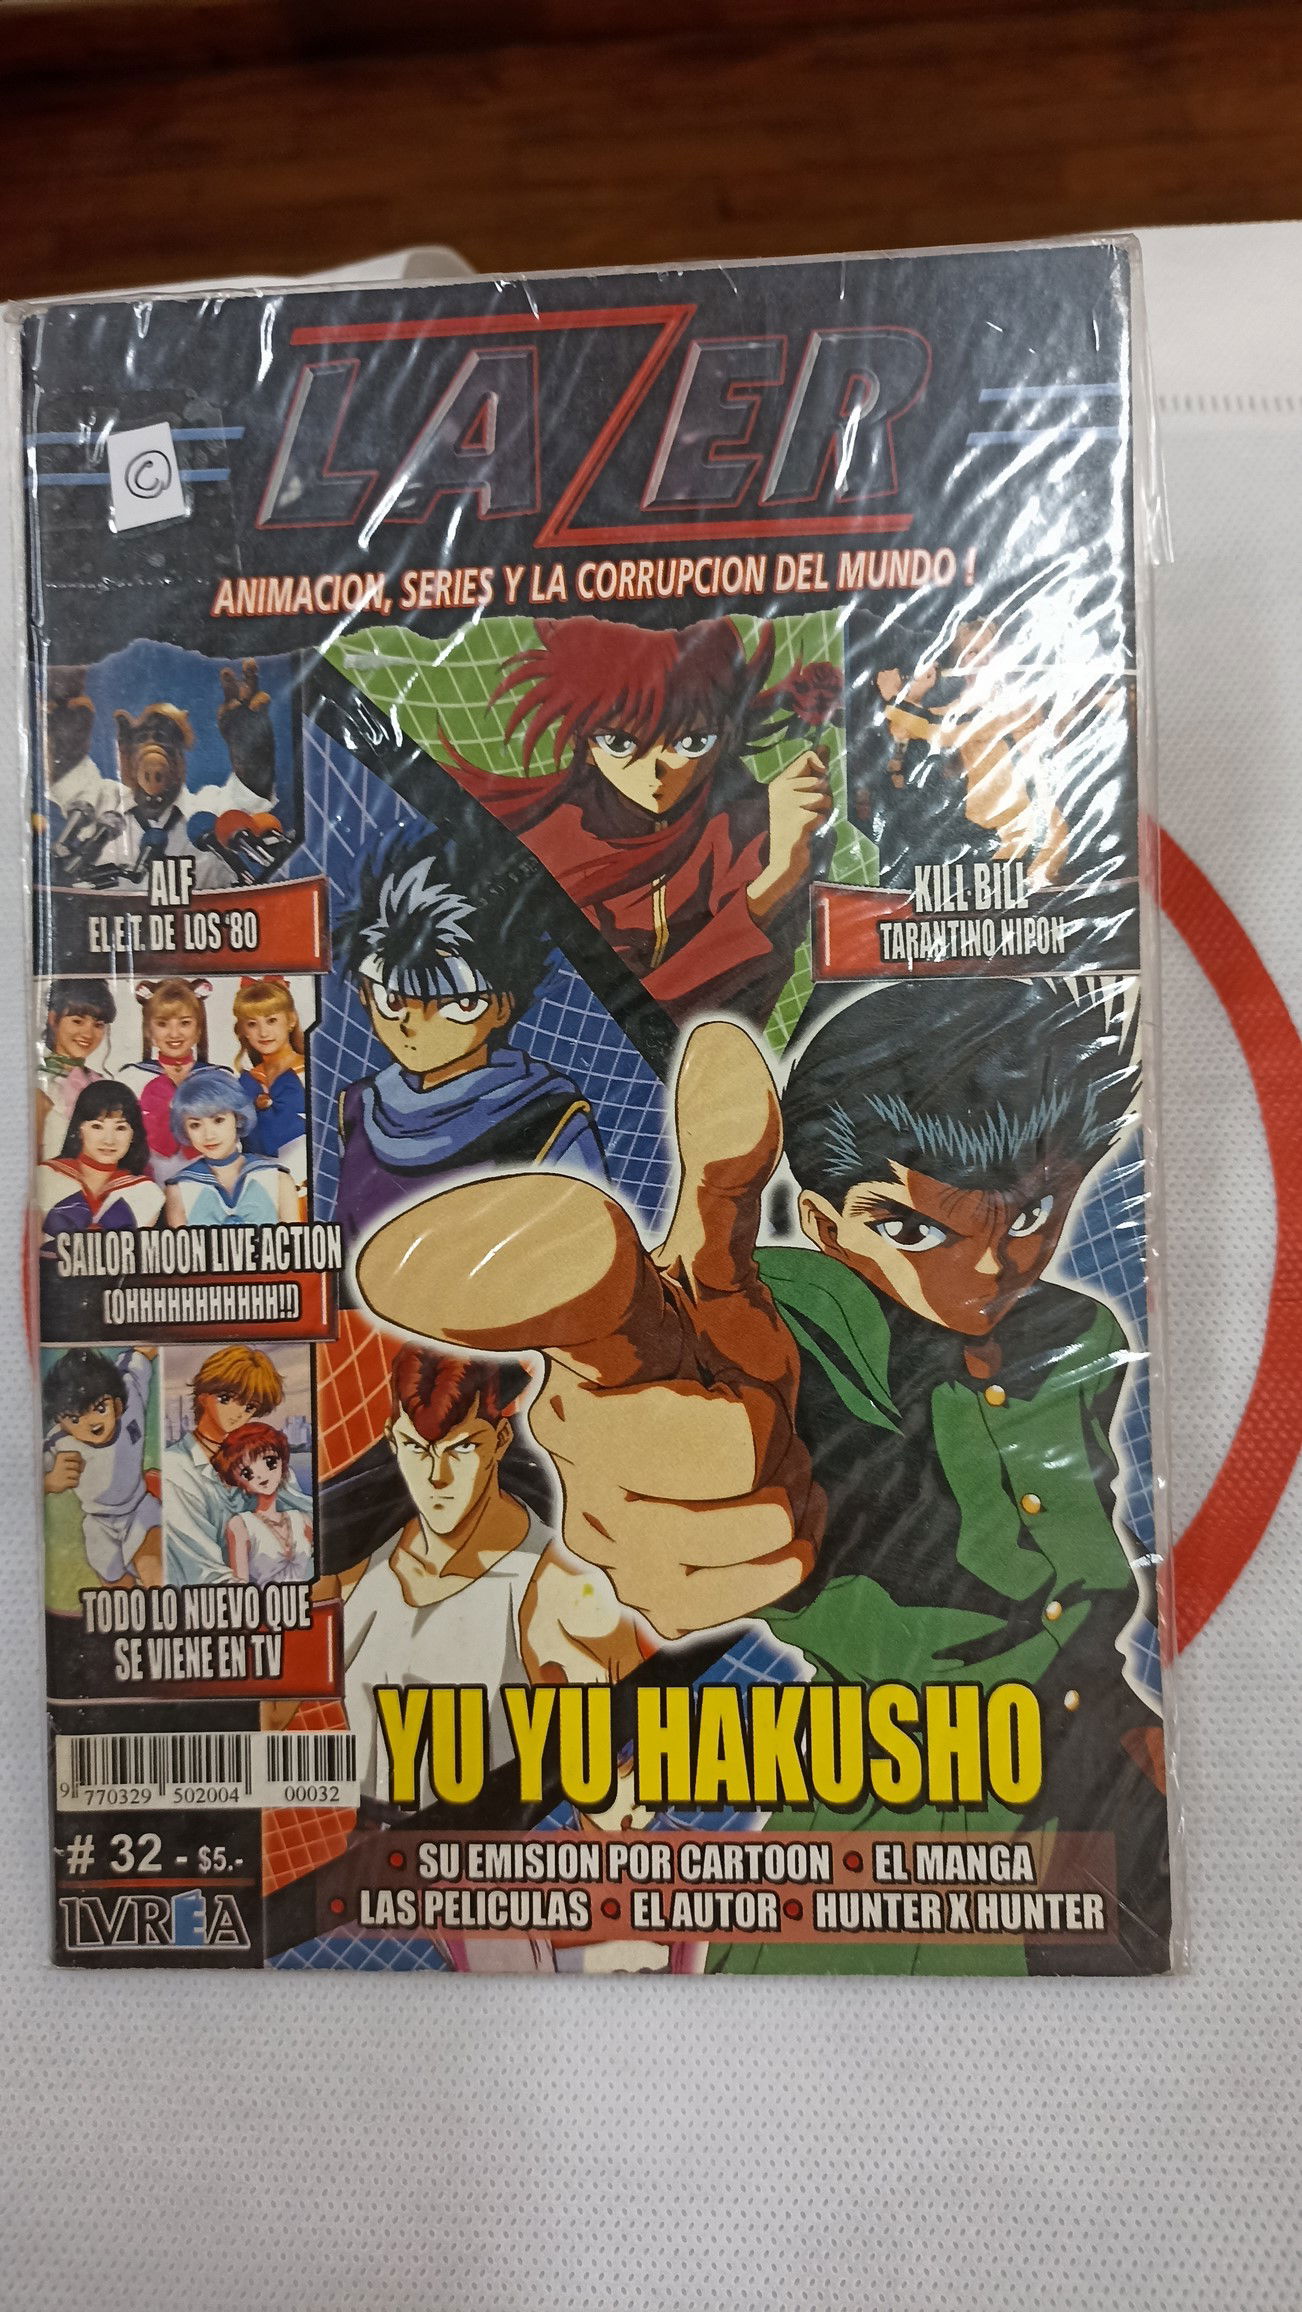 LAZER
ANIMACION, SERIES Y LA CORRUPCION DEL MUNDO !
C
ALF
EL E.T. DE LOS '80
KILL BILL
TARANTINO NIPON
SAILOR MOON LIVE ACTION
(OHHHHHHHHHHHH!!)
TODO LO NUEVO QUE
SE VIENE EN TV
YU YU HAKUSHO
• SU EMISION POR CARTOON • EL MANGA
• LAS PELICULAS • EL AUTOR • HUNTER X HUNTER
9 770329 502004 00032
# 32 - $5.-
IVREA